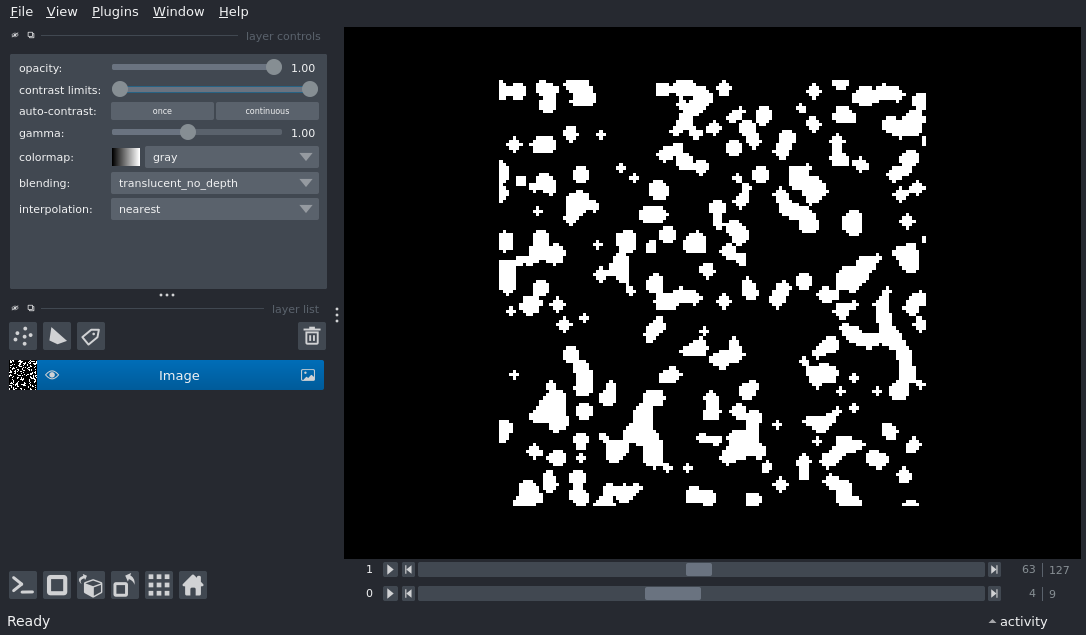 File View Plugins Window Help
layer controls
opacity: 1.00
contrast limits:
auto-contrast: once continuous
gamma: 1.00
colormap: gray
blending: translucent_no_depth
interpolation: nearest
layer list
Image
1 63 127
0 4 9
Ready activity